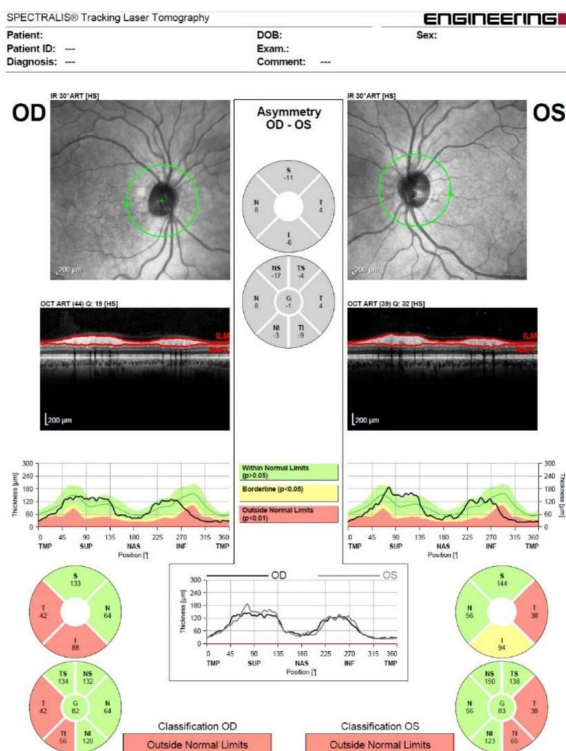 SPECTRALIS® Tracking Laser Tomography
ENGINEERING
Patient: DOB: Sex:
Patient ID: --- Exam.:
Diagnosis: --- Comment: ---
IR 30° ART [HS]
IR 30° ART [HS]
OD
OS
Asymmetry
OD - OS
S
-11
N
8
T
4
I
-6
NS
-17
TS
-4
N
8
G
-1
T
4
NI
-3
TI
-9
200 µm
200 µm
OCT ART (44) Q: 19 [HS]
OCT ART (39) Q: 32 [HS]
ILM
ILM
200 µm
200 µm
Within Normal Limits
(p>0.05)
Borderline (p<0.05)
Outside Normal Limits
(p<0.01)
Thickness [µm]
300
240
180
120
60
0
0 45 90 135 180 225 270 315 360
TMP SUP NAS INF TMP
Position [°]
Thickness [µm]
300
240
180
120
60
0
0 45 90 135 180 225 270 315 360
TMP SUP NAS INF TMP
Position [°]
OD OS
Thickness [µm]
300
240
180
120
60
0
0 45 90 135 180 225 270 315 360
TMP SUP NAS INF TMP
Position [°]
S
133
T
42
N
64
I
88
S
144
N
56
T
38
I
94
TS
134
NS
132
T
42
G
82
N
64
TI
56
NI
120
NS
150
TS
138
N
56
G
83
T
38
NI
123
TI
65
Classification OD
Outside Normal Limits
Classification OS
Outside Normal Limits